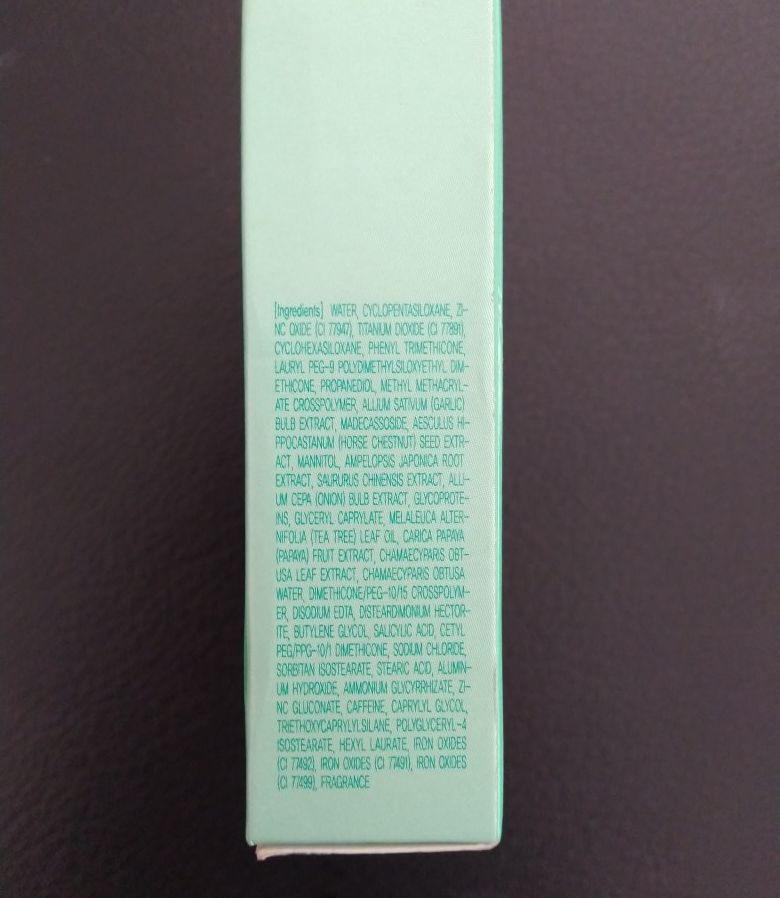 [Ingredients] WATER, CYCLOPENTASILOXANE, ZI-
NC OXIDE (CI 77947), TITANIUM DIOXIDE (CI 77891),
CYCLOHEXASILOXANE, PHENYL TRIMETHICONE,
LAURYL PEG-9 POLYDIMETHYLSILOXYETHYL DIM-
ETHICONE, PROPANEDIOL, METHYL METHACRYL-
ATE CROSSPOLYMER, ALLIUM SATIVUM (GARLIC)
BULB EXTRACT, MADECASSOSIDE, AESCULUS HI-
PPOCASTANUM (HORSE CHESTNUT) SEED EXTR-
ACT, MANNITOL, AMPELOPSIS JAPONICA ROOT
EXTRACT, SAURURUS CHINENSIS EXTRACT, ALLI-
UM CEPA (ONION) BULB EXTRACT, GLYCOPROTE-
INS, GLYCERYL CAPRYLATE, MELALEUCA ALTER-
NIFOLIA (TEA TREE) LEAF OIL, CARICA PAPAYA
(PAPAYA) FRUIT EXTRACT, CHAMAECYPARIS OBT-
USA LEAF EXTRACT, CHAMAECYPARIS OBTUSA
WATER, DIMETHICONE/PEG-10/15 CROSSPOLYM-
ER, DISODIUM EDTA, DISTEARDIMONIUM HECTOR-
ITE, BUTYLENE GLYCOL, SALICYLIC ACID, CETYL
PEG/PPG-10/1 DIMETHICONE, SODIUM CHLORIDE,
SORBITAN ISOSTEARATE, STEARIC ACID, ALUMIN-
UM HYDROXIDE, AMMONIUM GLYCYRRHIZATE, ZI-
NC GLUCONATE, CAFFEINE, CAPRYLYL GLYCOL,
TRIETHOXYCAPRYLYLSILANE, POLYGLYCERYL-4
ISOSTEARATE, HEXYL LAURATE, IRON OXIDES
(CI 77492), IRON OXIDES (CI 77491), IRON OXIDES
(CI 77499), FRAGRANCE